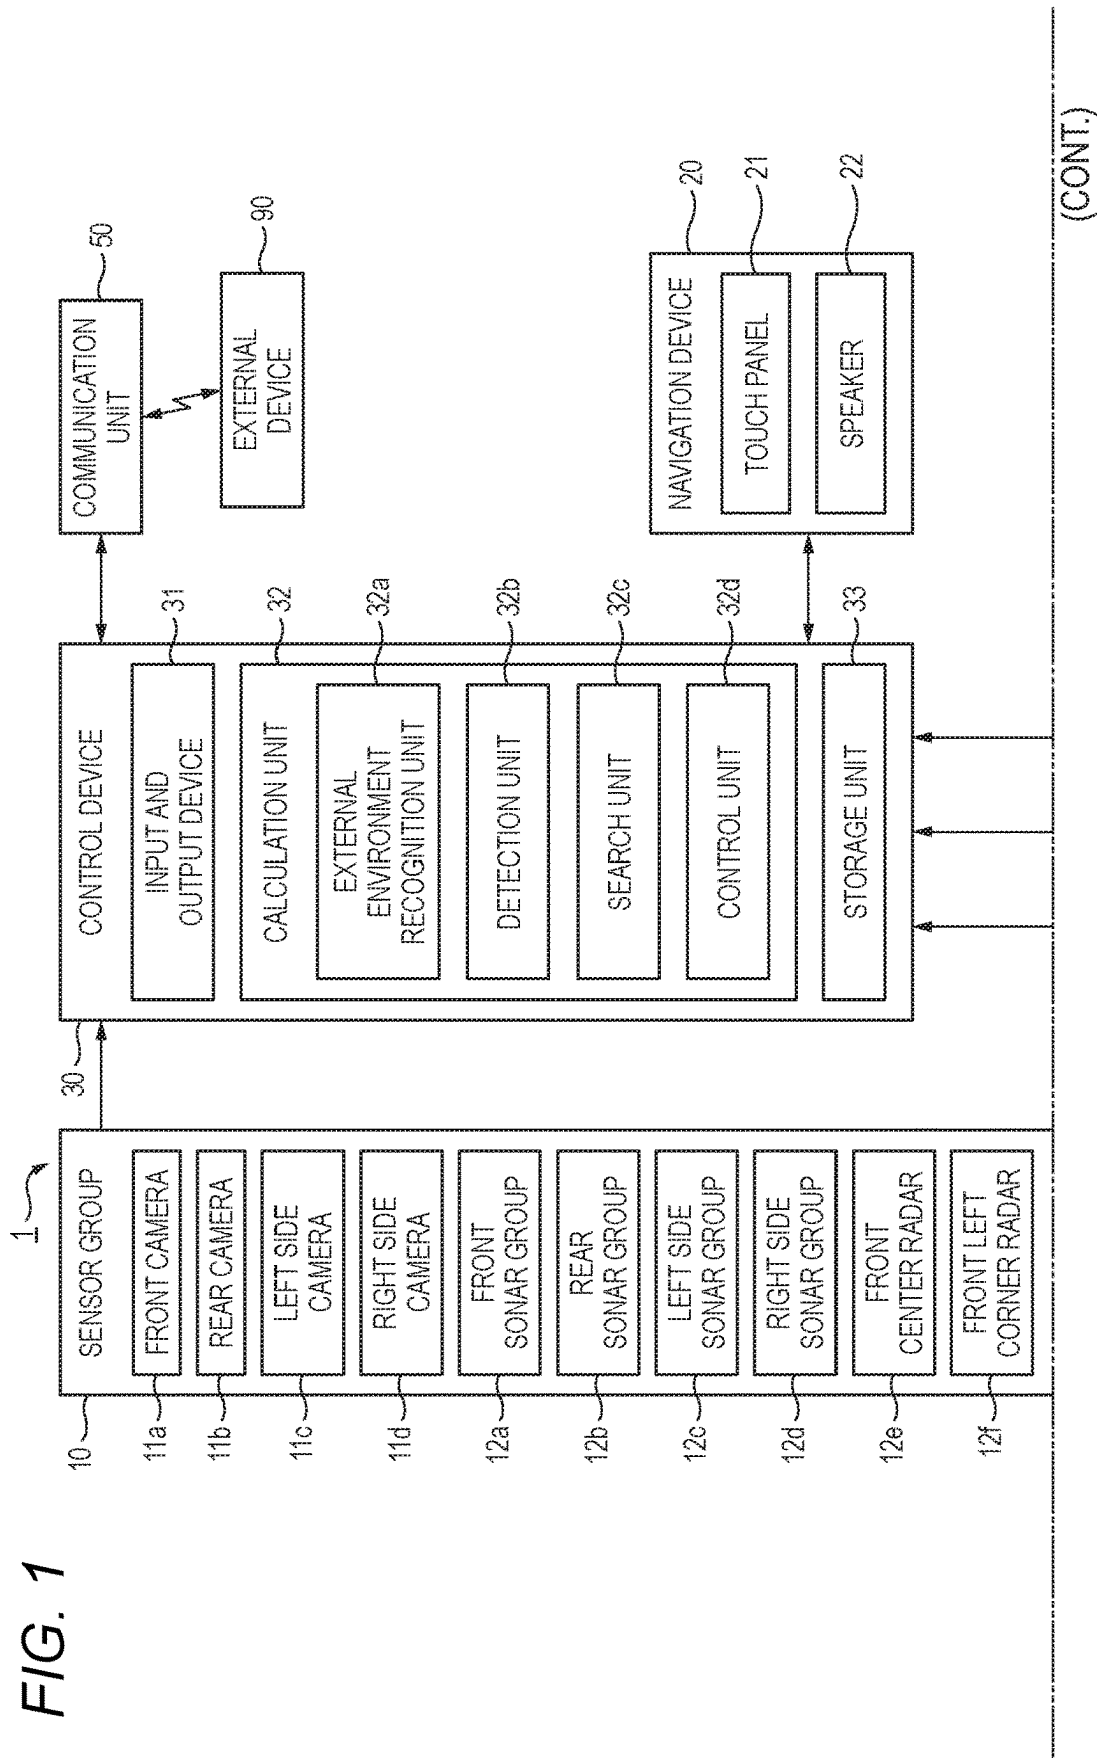 FIG. 1
1
SENSOR GROUP
10
FRONT CAMERA
11a
REAR CAMERA
11b
LEFT SIDE
CAMERA
11c
RIGHT SIDE
CAMERA
11d
FRONT
SONAR GROUP
12a
REAR
SONAR GROUP
12b
LEFT SIDE
SONAR GROUP
12c
RIGHT SIDE
SONAR GROUP
12d
FRONT
CENTER RADAR
12e
FRONT LEFT
CORNER RADAR
12f
30
CONTROL DEVICE
INPUT AND
OUTPUT DEVICE
31
CALCULATION UNIT
32
EXTERNAL
ENVIRONMENT
RECOGNITION UNIT
32a
DETECTION UNIT
32b
SEARCH UNIT
32c
CONTROL UNIT
32d
STORAGE UNIT
33
COMMUNICATION
UNIT
50
EXTERNAL
DEVICE
90
NAVIGATION DEVICE
20
TOUCH PANEL
21
SPEAKER
22
(CONT.)